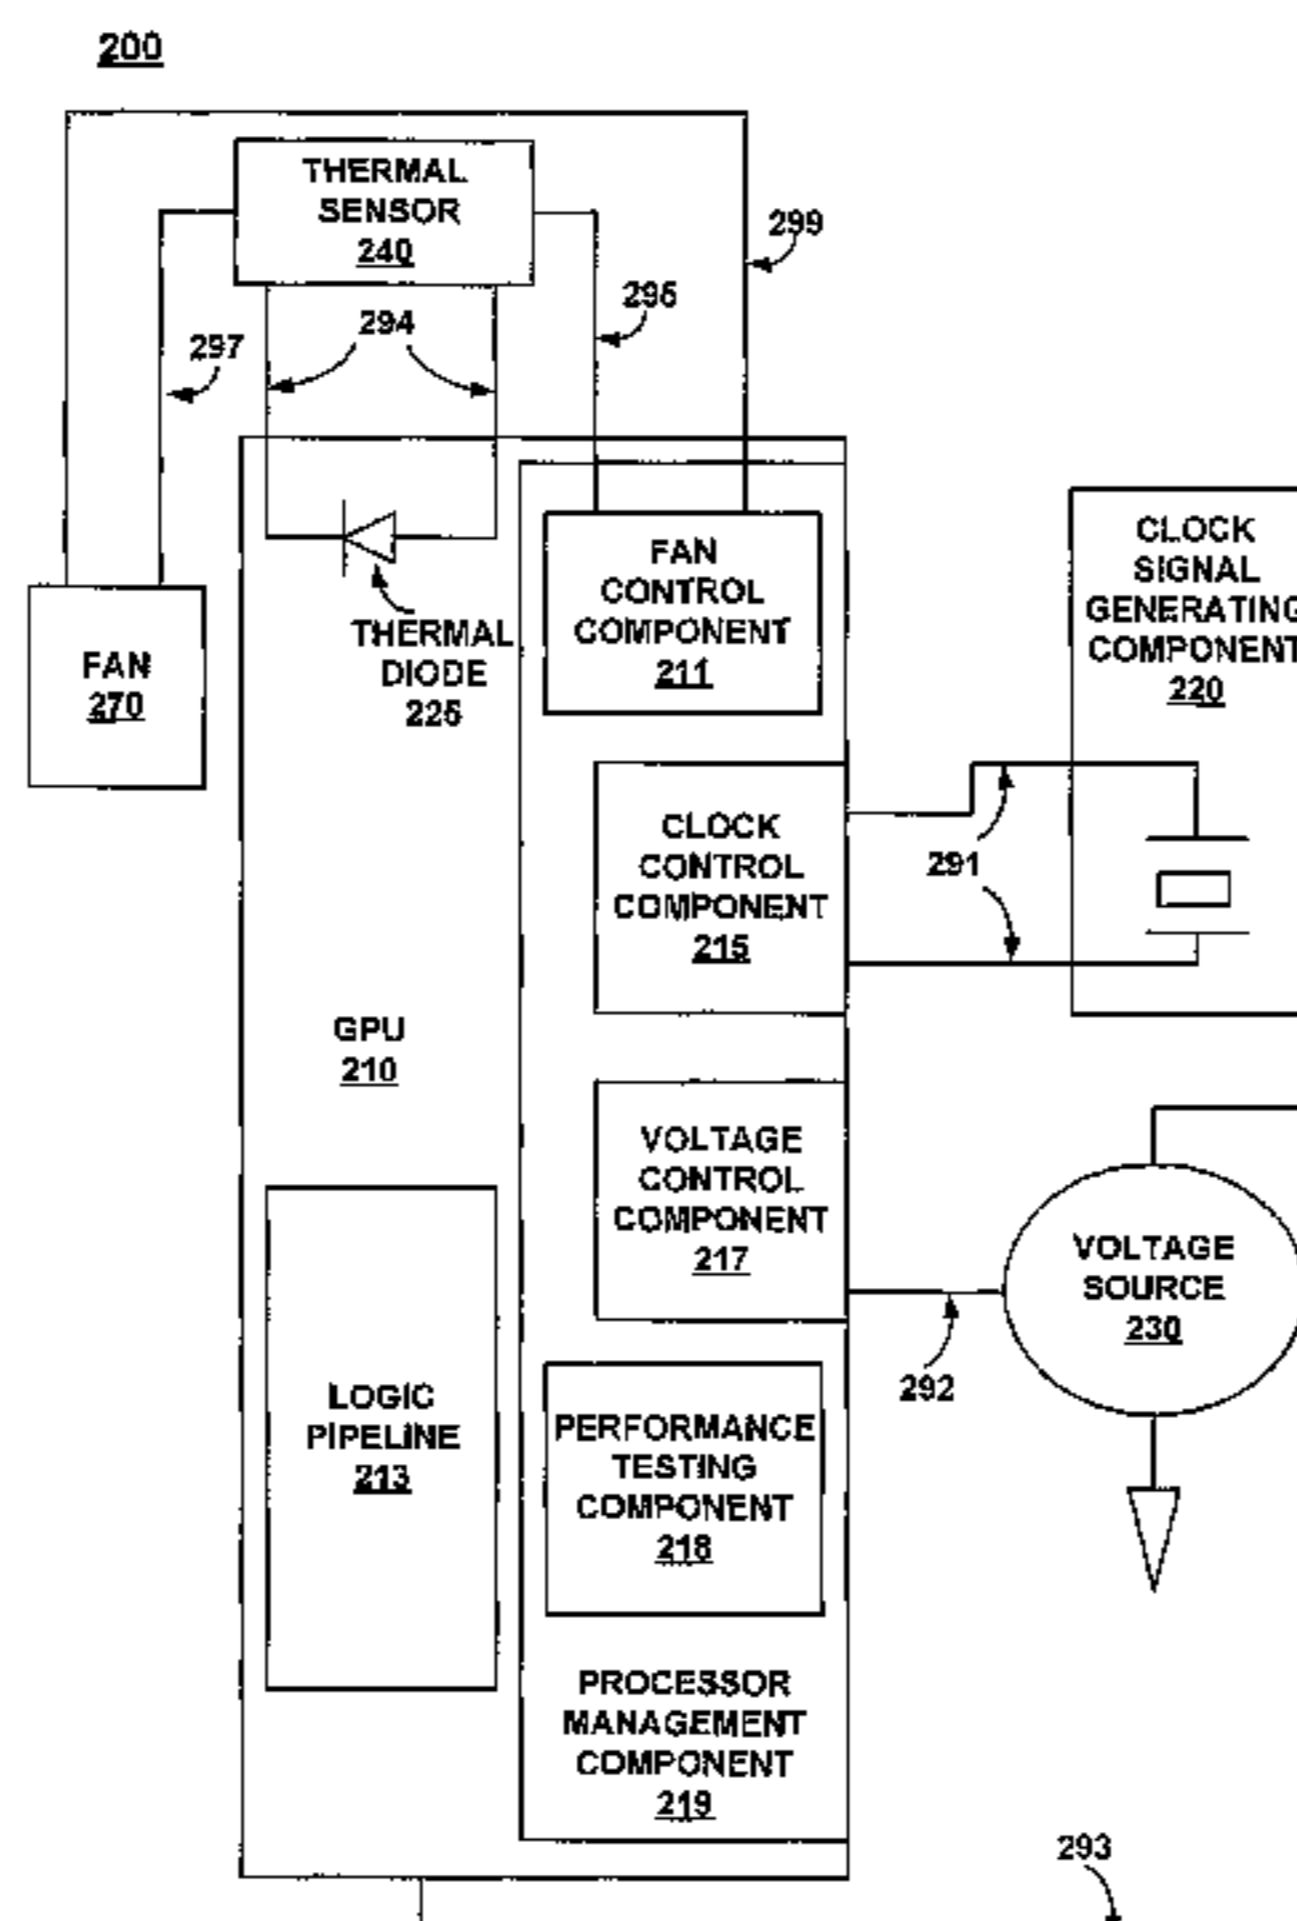 200
THERMAL
SENSOR
240
299
295
294
297
FAN
CONTROL
COMPONENT
211
CLOCK
SIGNAL
GENERATING
COMPONENT
220
THERMAL
DIODE
225
FAN
270
CLOCK
CONTROL
COMPONENT
215
291
GPU
210
VOLTAGE
CONTROL
COMPONENT
217
VOLTAGE
SOURCE
230
292
LOGIC
PIPELINE
213
PERFORMANCE
TESTING
COMPONENT
218
PROCESSOR
MANAGEMENT
COMPONENT
219
293